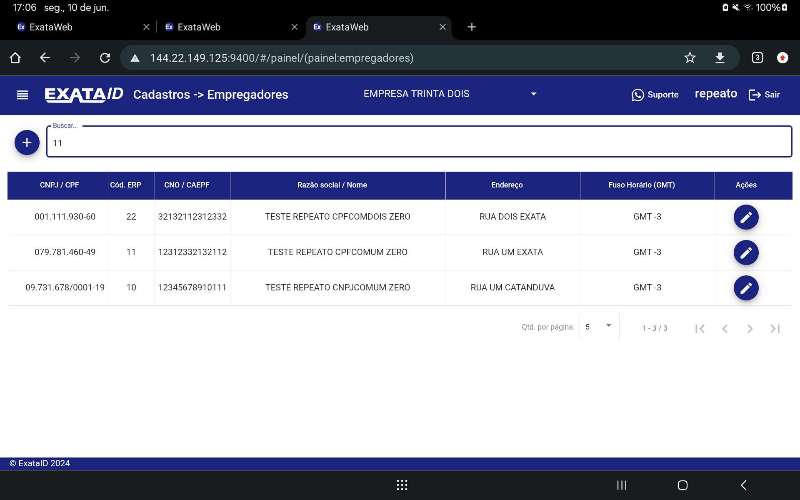 17:06 seg., 10 de jun. 100%
ExataWeb ExataWeb ExataWeb
144.22.149.125:9400/#/painel/(painel:empregadores) 3
EXATAID Cadastros -> Empregadores EMPRESA TRINTA DOIS Suporte repeato Sair
Buscar...
11
CNPJ / CPF Cód. ERP CNO / CAEPF Razão social / Nome Endereço Fuso Horário (GMT) Ações
001.111.930-60 22 32132112312332 TESTE REPEATO CPFCOMDOIS ZERO RUA DOIS EXATA GMT -3
079.781.460-49 11 12312332132112 TESTE REPEATO CPFCOMUM ZERO RUA UM EXATA GMT -3
09.731.678/0001-19 10 12345678910111 TESTE REPEATO CNPJCOMUM ZERO RUA UM CATANDUVA GMT -3
Qtd. por página: 5 1 - 3 / 3
© ExataID 2024